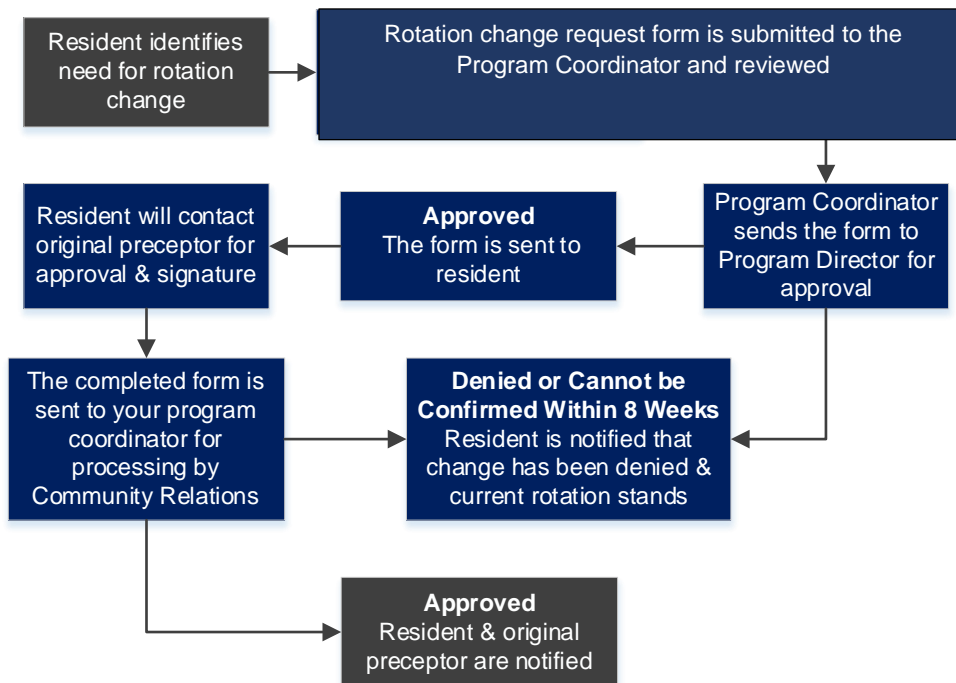 Resident identifies
need for rotation
change
Rotation change request form is submitted to the
Program Coordinator and reviewed
Program Coordinator
sends the form to
Program Director for
approval
Approved
The form is sent to
resident
Resident will contact
original preceptor for
approval & signature
The completed form is
sent to your program
coordinator for
processing by
Community Relations
Denied or Cannot be
Confirmed Within 8 Weeks
Resident is notified that
change has been denied &
current rotation stands
Approved
Resident & original
preceptor are notified